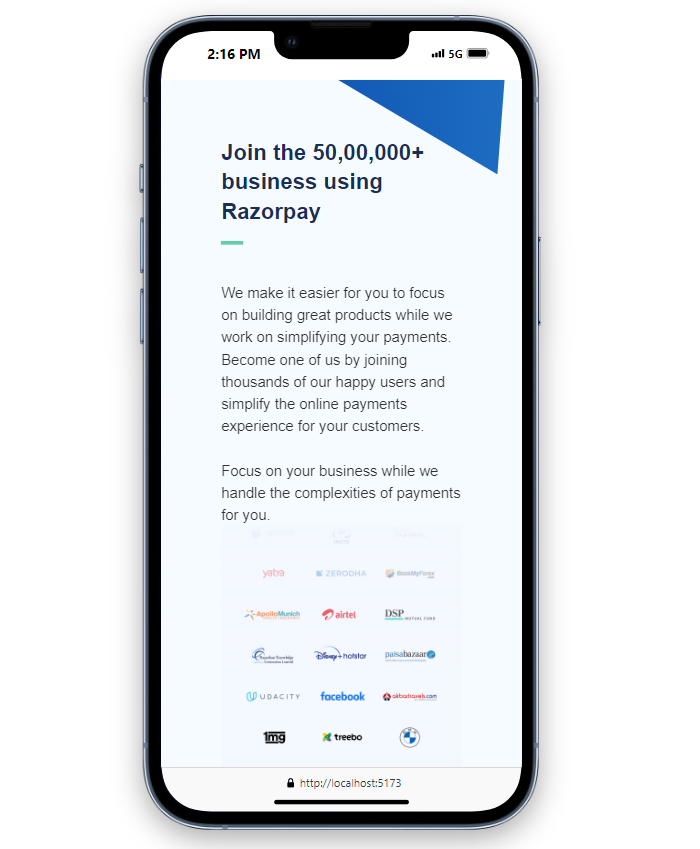 2:16 PM 5G
Join the 50,00,000+
business using
Razorpay
We make it easier for you to focus
on building great products while we
work on simplifying your payments.
Become one of us by joining
thousands of our happy users and
simplify the online payments
experience for your customers.
Focus on your business while we
handle the complexities of payments
for you.
yatra ZERODHA BookMyForex
ApolloMunich airtel DSP
MUTUAL FUND
Disney+ hotstar paisabazaar
UDACITY facebook akbartravels.com
1mg treebo
http://localhost:5173